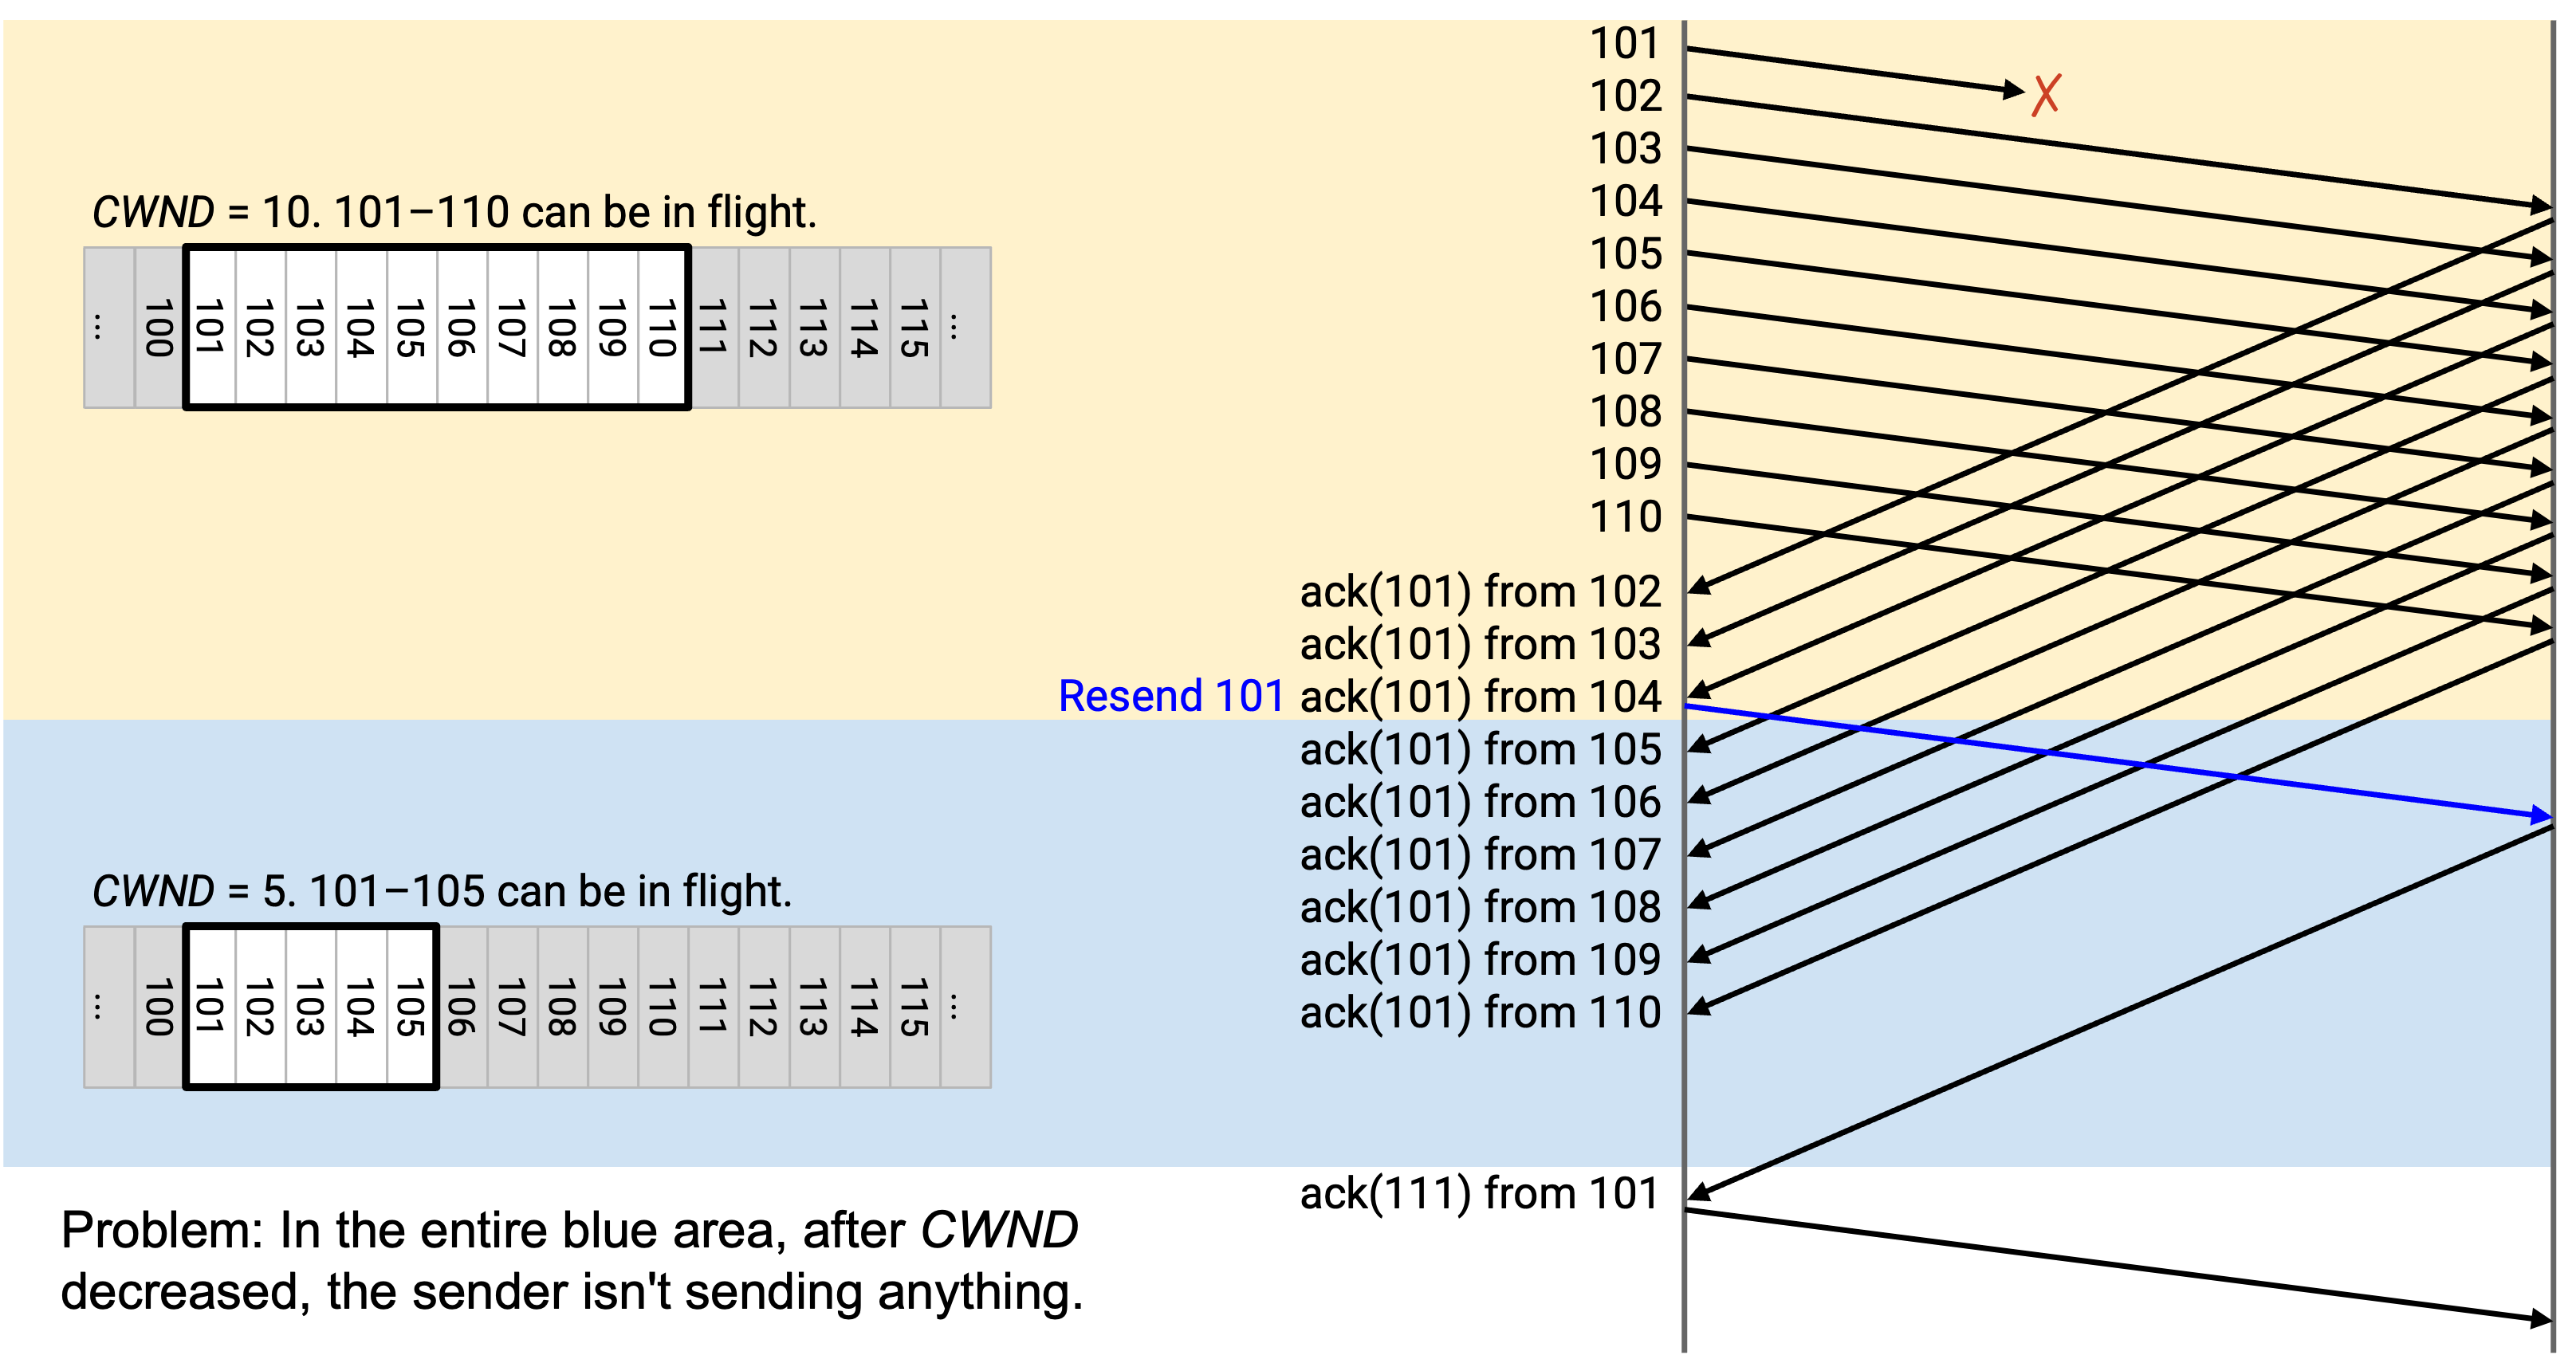 101
102
103
104
105
106
107
108
109
110
CWND = 10. 101–110 can be in flight.
... 100 101 102 103 104 105 106 107 108 109 110 111 112 113 114 115 ...
ack(101) from 102
ack(101) from 103
Resend 101 ack(101) from 104
ack(101) from 105
ack(101) from 106
ack(101) from 107
ack(101) from 108
ack(101) from 109
ack(101) from 110
CWND = 5. 101–105 can be in flight.
... 100 101 102 103 104 105 106 107 108 109 110 111 112 113 114 115 ...
ack(111) from 101
Problem: In the entire blue area, after CWND
decreased, the sender isn't sending anything.